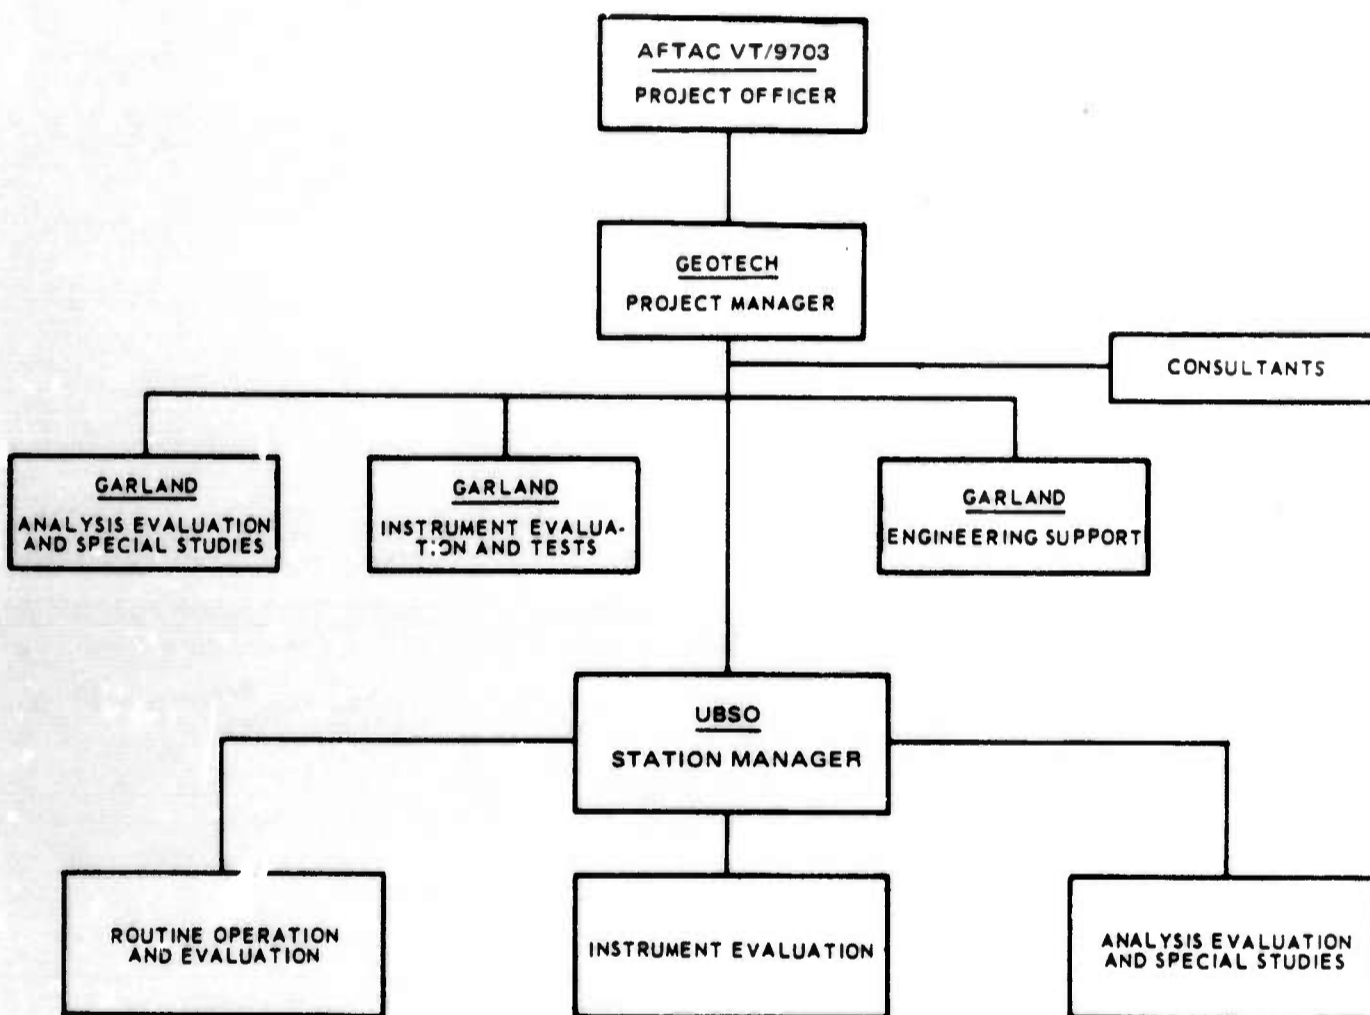 AFTAC VT/9703
PROJECT OFFICER
GEOTECH
PROJECT MANAGER
CONSULTANTS
GARLAND
ANALYSIS EVALUATION
AND SPECIAL STUDIES
GARLAND
INSTRUMENT EVALUA-
TION AND TESTS
GARLAND
ENGINEERING SUPPORT
UBSO
STATION MANAGER
ROUTINE OPERATION
AND EVALUATION
INSTRUMENT EVALUATION
ANALYSIS EVALUATION
AND SPECIAL STUDIES